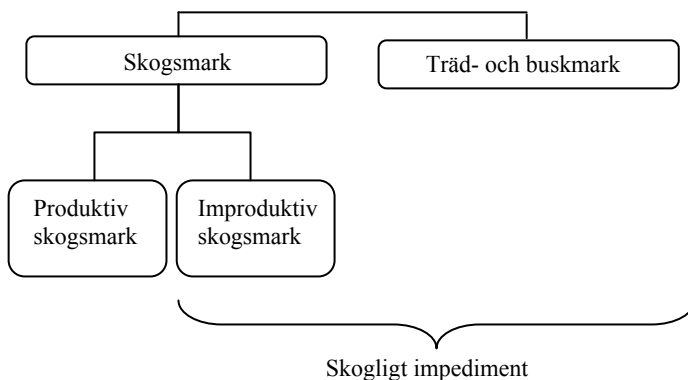 Skogsmark
Träd- och buskmark
Produktiv
skogsmark
Improduktiv
skogsmark
Skogligt impediment